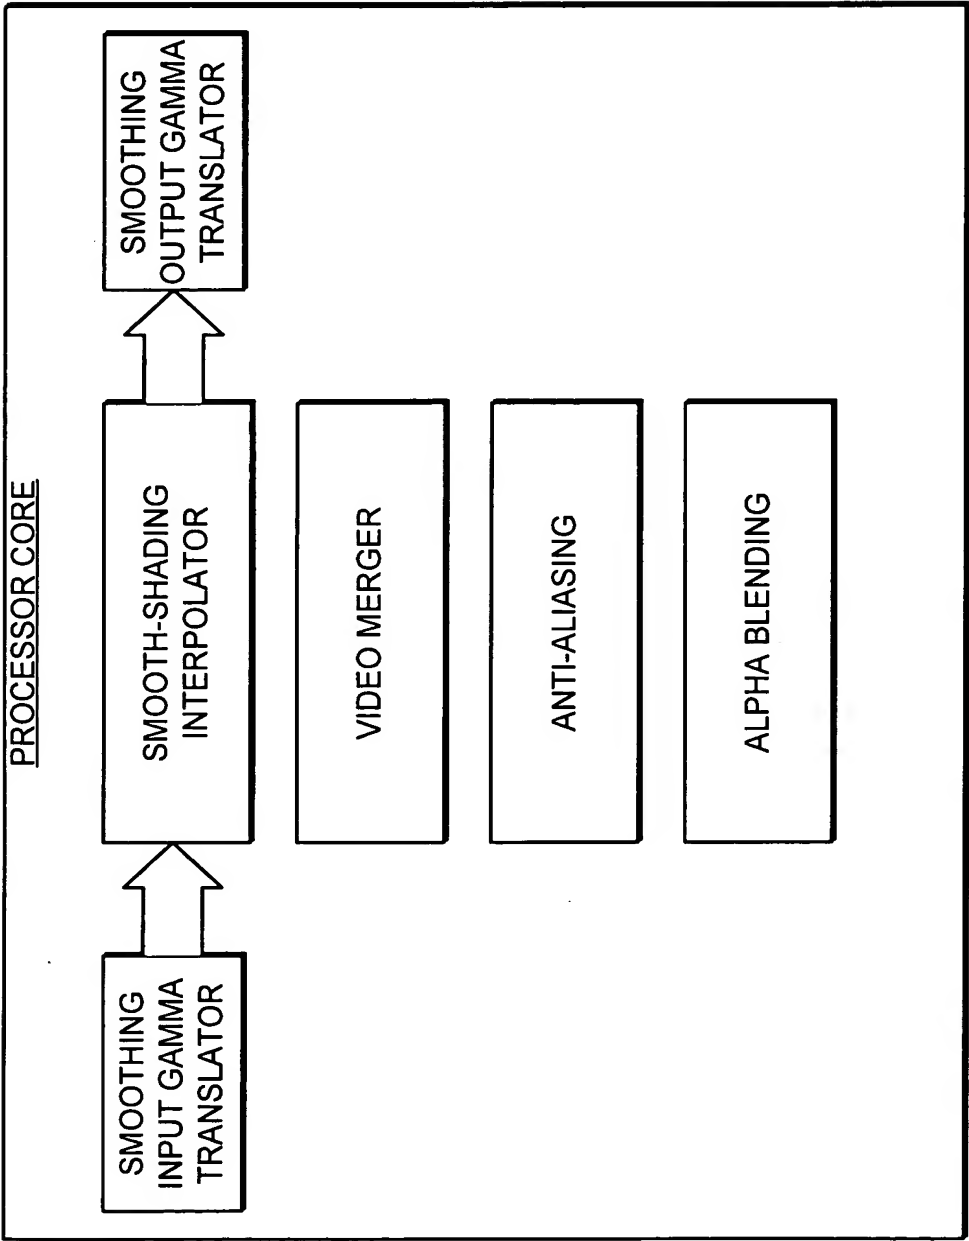 PROCESSOR CORE
SMOOTHING
INPUT GAMMA
TRANSLATOR
SMOOTH-SHADING
INTERPOLATOR
SMOOTHING
OUTPUT GAMMA
TRANSLATOR
VIDEO MERGER
ANTI-ALIASING
ALPHA BLENDING